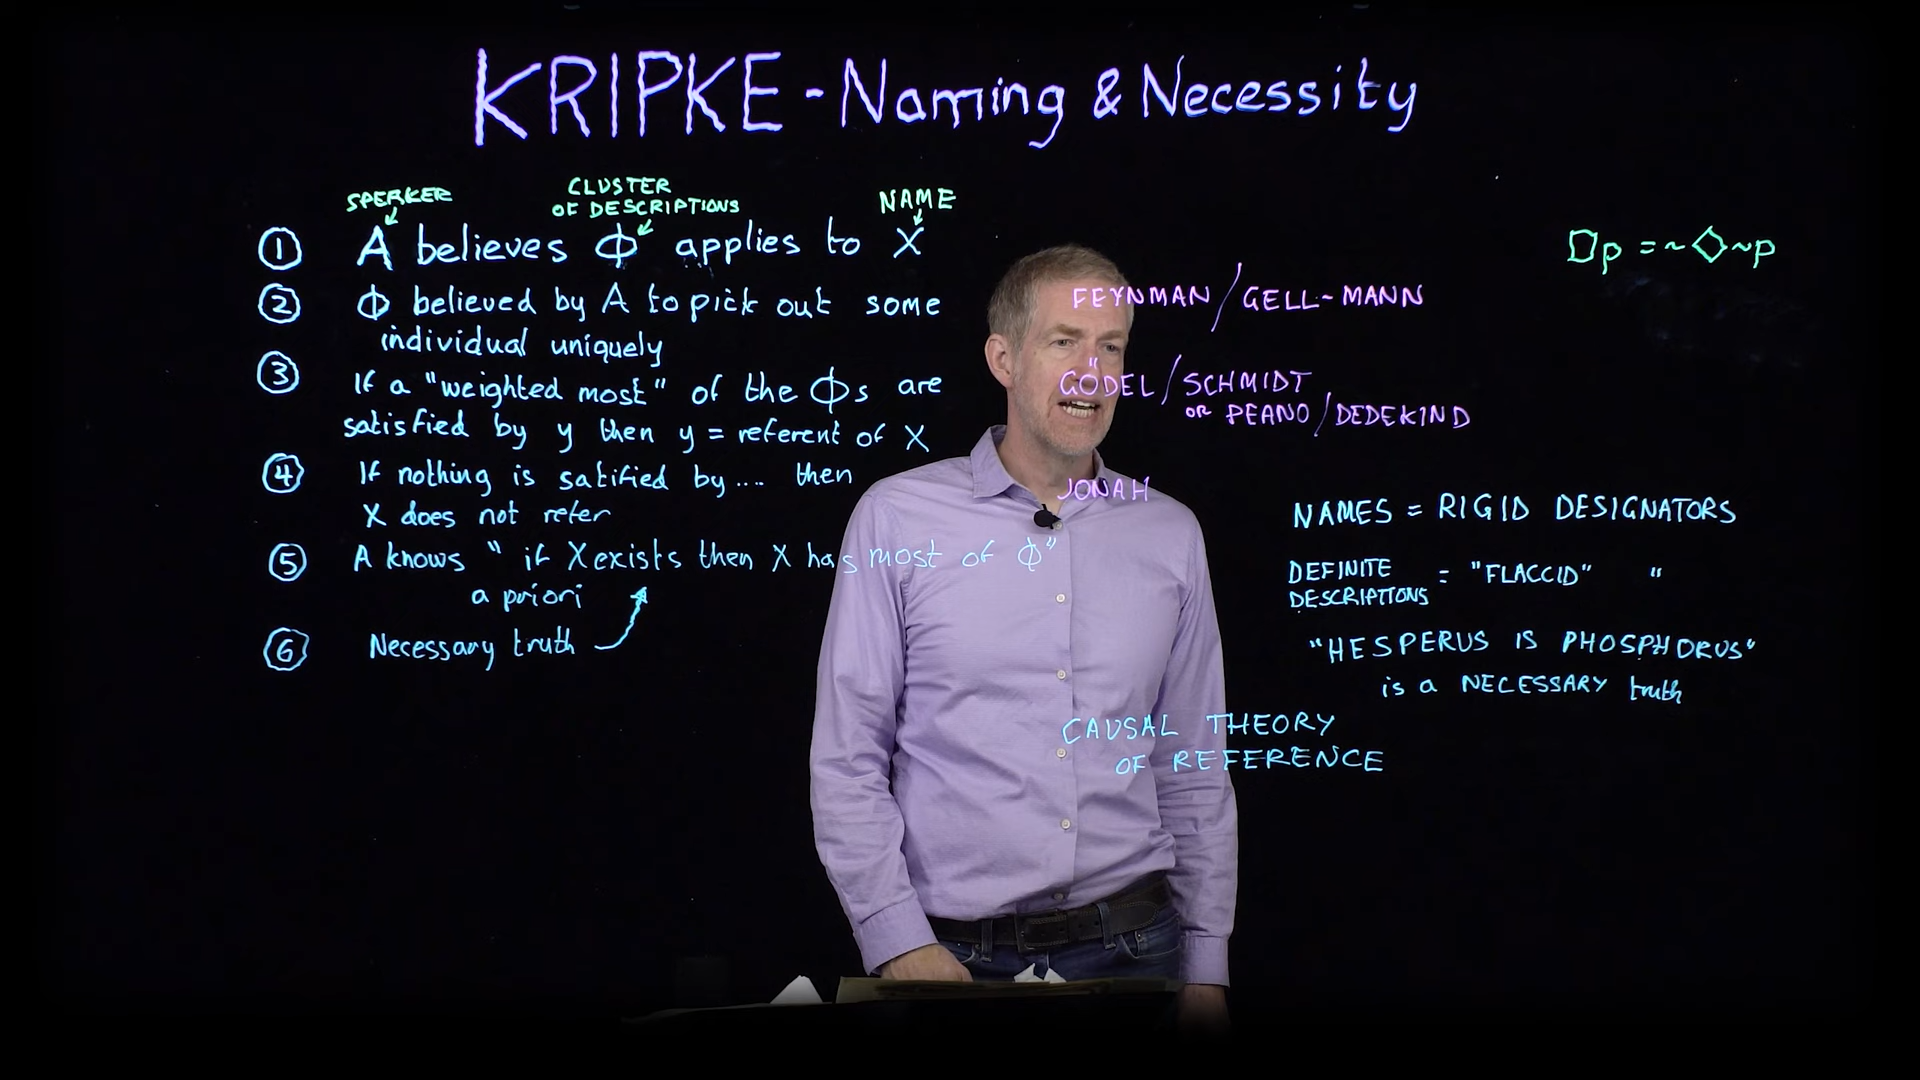 KRIPKE - Naming & Necessity
SPEAKER
CLUSTER
OF DESCRIPTIONS
NAME
① A believes Φ applies to X
② Φ believed by A to pick out some
individual uniquely
③ If a "weighted most" of the Φs are
satisfied by y then y = referent of X
④ If nothing is satified by .... then
X does not refer
⑤ A knows "if X exists then X has most of Φ"
a priori
⑥ Necessary truth
□p = ~◇~p
FEYNMAN / GELL-MANN
GÖDEL / SCHMIDT
OR PEANO / DEDEKIND
JONAH
NAMES = RIGID DESIGNATORS
DEFINITE
DESCRIPTIONS = "FLACCID" "
"HESPERUS IS PHOSPHORUS"
is a NECESSARY truth
CAUSAL THEORY
OF REFERENCE